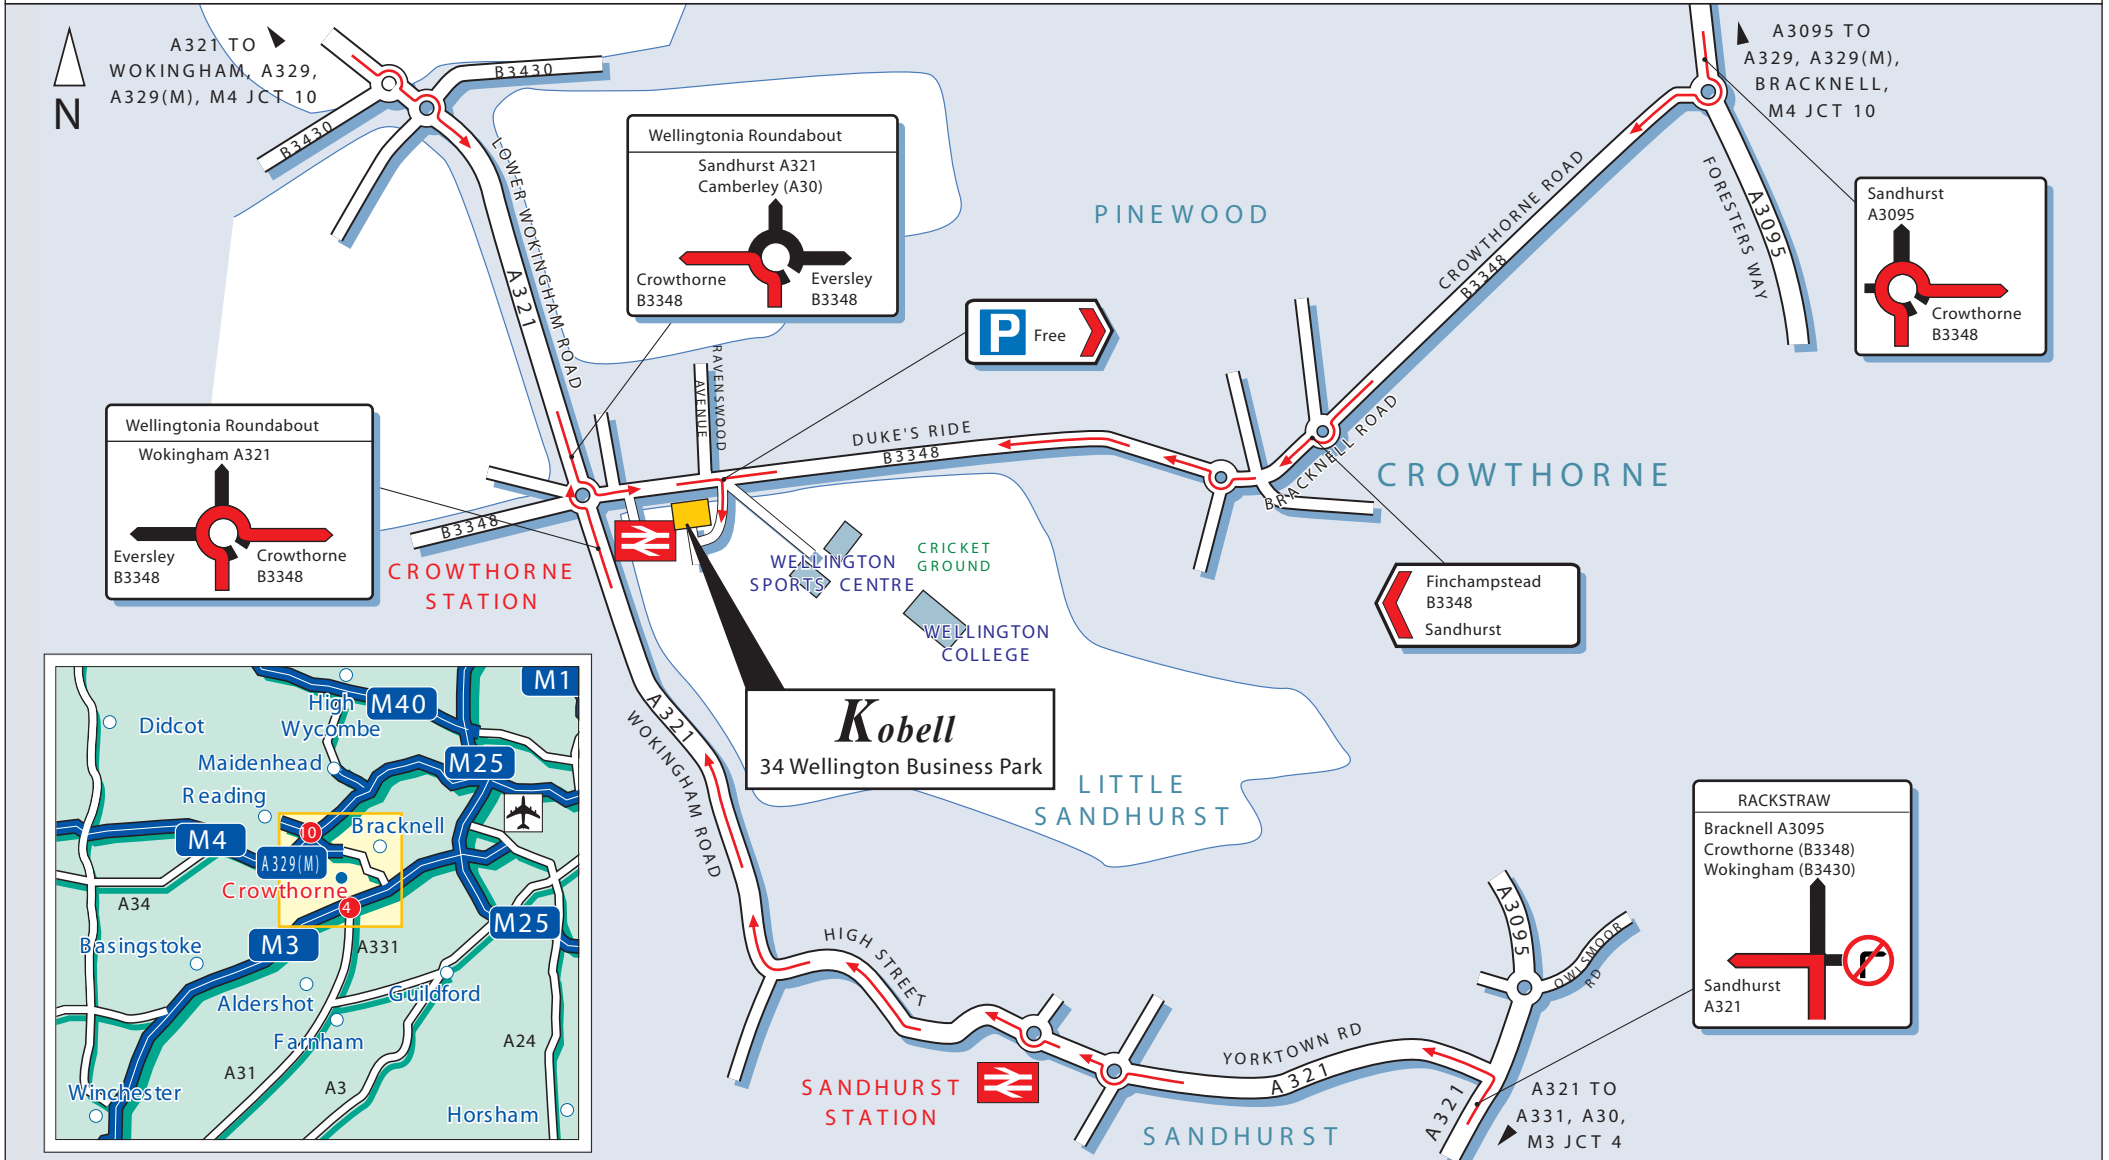 N
A321 TO
WOKINGHAM, A329,
A329(M), M4 JCT 10
B3430
B3430
LOWER WOKINGHAM ROAD
A321
Wellingtonia Roundabout
Sandhurst A321
Camberley (A30)
Crowthorne
B3348
Eversley
B3348
PINEWOOD
A3095 TO
A329, A329(M),
BRACKNELL,
M4 JCT 10
CROWTHORNE ROAD
B3348
FORESTERS WAY
A3095
Sandhurst
A3095
Crowthorne
B3348
P Free
RAVENSWOOD
AVENUE
DUKE'S RIDE
B3348
BRACKNELL ROAD
CROWTHORNE
Wellingtonia Roundabout
Wokingham A321
Eversley
B3348
Crowthorne
B3348
B3348
CROWTHORNE
STATION
WELLINGTON
SPORTS CENTRE
CRICKET
GROUND
WELLINGTON
COLLEGE
Finchampstead
B3348
Sandhurst
Kobell
34 Wellington Business Park
A321
WOKINGHAM ROAD
LITTLE
SANDHURST
M1
High
Wycombe
M40
Didcot
Maidenhead
M25
Reading
M4
10
Bracknell
A329(M)
Crowthorne
4
A34
Basingstoke
M3
A331
M25
Aldershot
Guildford
Farnham
A24
A31
A3
Winchester
Horsham
HIGH STREET
SANDHURST
STATION
YORKTOWN RD
A321
SANDHURST
A3095
OWLSMOOR
RD
A321
A321 TO
A331, A30,
M3 JCT 4
RACKSTRAW
Bracknell A3095
Crowthorne (B3348)
Wokingham (B3430)
Sandhurst
A321